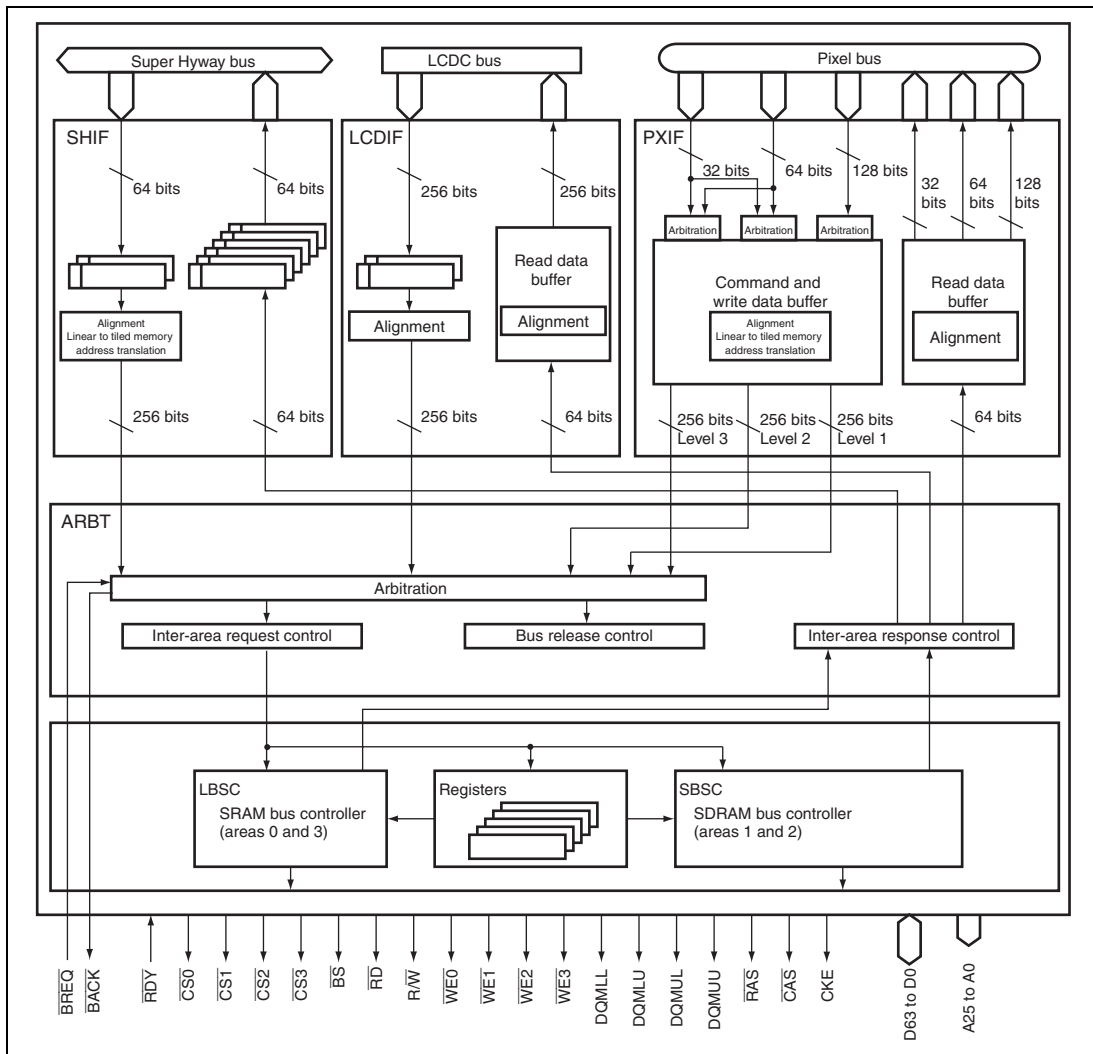 Super Hyway bus
LCDC bus
Pixel bus
SHIF
LCDIF
PXIF
64 bits
64 bits
256 bits
256 bits
32 bits
64 bits
128 bits
32
bits
64
bits
128
bits
Arbitration
Arbitration
Arbitration
Alignment
Linear to tiled memory
address translation
Alignment
Read data
buffer
Alignment
Command and
write data buffer
Alignment
Linear to tiled memory
address translation
Read data
buffer
Alignment
256 bits
64 bits
256 bits
64 bits
256 bits
Level 3
256 bits
Level 2
256 bits
Level 1
64 bits
ARBT
Arbitration
Inter-area request control
Bus release control
Inter-area response control
LBSC
SRAM bus controller
(areas 0 and 3)
Registers
SBSC
SDRAM bus controller
(areas 1 and 2)
BREQ
BACK
RDY
CS0
CS1
CS2
CS3
BS
RD
R/W
WE0
WE1
WE2
WE3
DQMLL
DQMLU
DQMUL
DQMUU
RAS
CAS
CKE
D63 to D0
A25 to A0